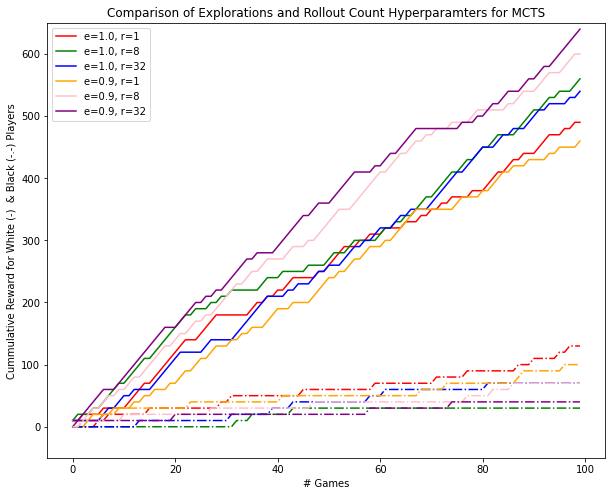 Comparison of Explorations and Rollout Count Hyperparamters for MCTS
e=1.0, r=1
e=1.0, r=8
e=1.0, r=32
e=0.9, r=1
e=0.9, r=8
e=0.9, r=32
Cummulative Reward for White (-) & Black (-.-) Players
600
500
400
300
200
100
0
0 20 40 60 80 100
# Games